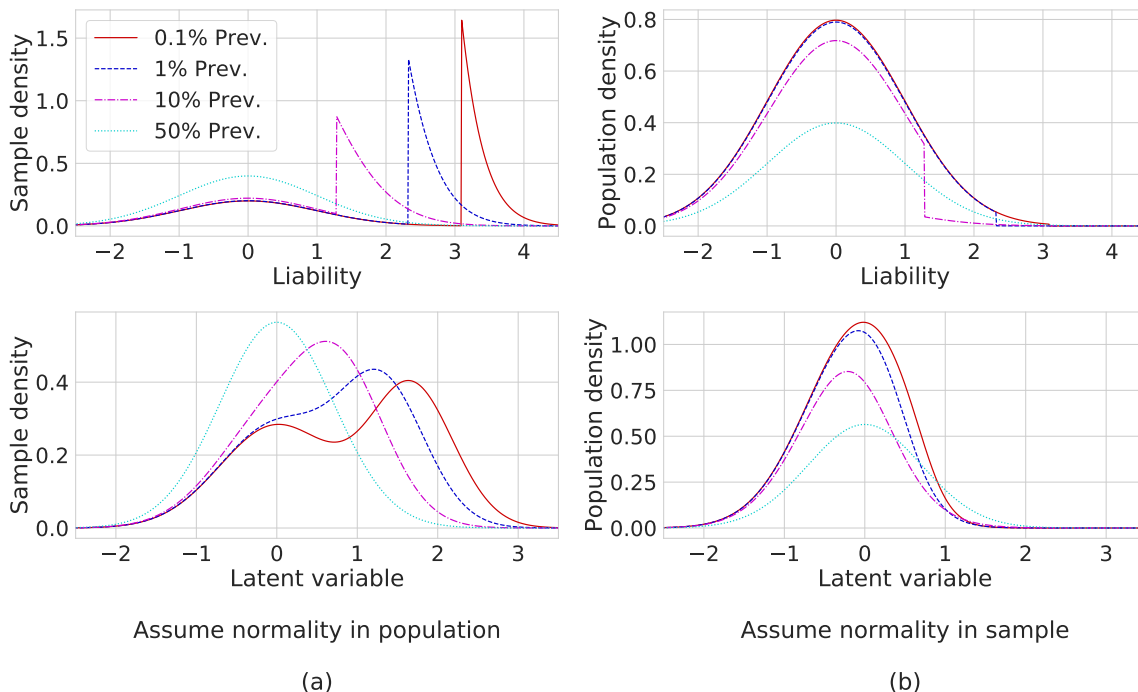 Sample density
1.5
1.0
0.5
0.0
0.1% Prev.
1% Prev.
10% Prev.
50% Prev.
−2 −1 0 1 2 3 4
Liability
Population density
0.8
0.6
0.4
0.2
0.0
−2 −1 0 1 2 3 4
Liability
Sample density
0.4
0.2
0.0
−2 −1 0 1 2 3
Latent variable
Population density
1.00
0.75
0.50
0.25
0.00
−2 −1 0 1 2 3
Latent variable
Assume normality in population
Assume normality in sample
(a)
(b)